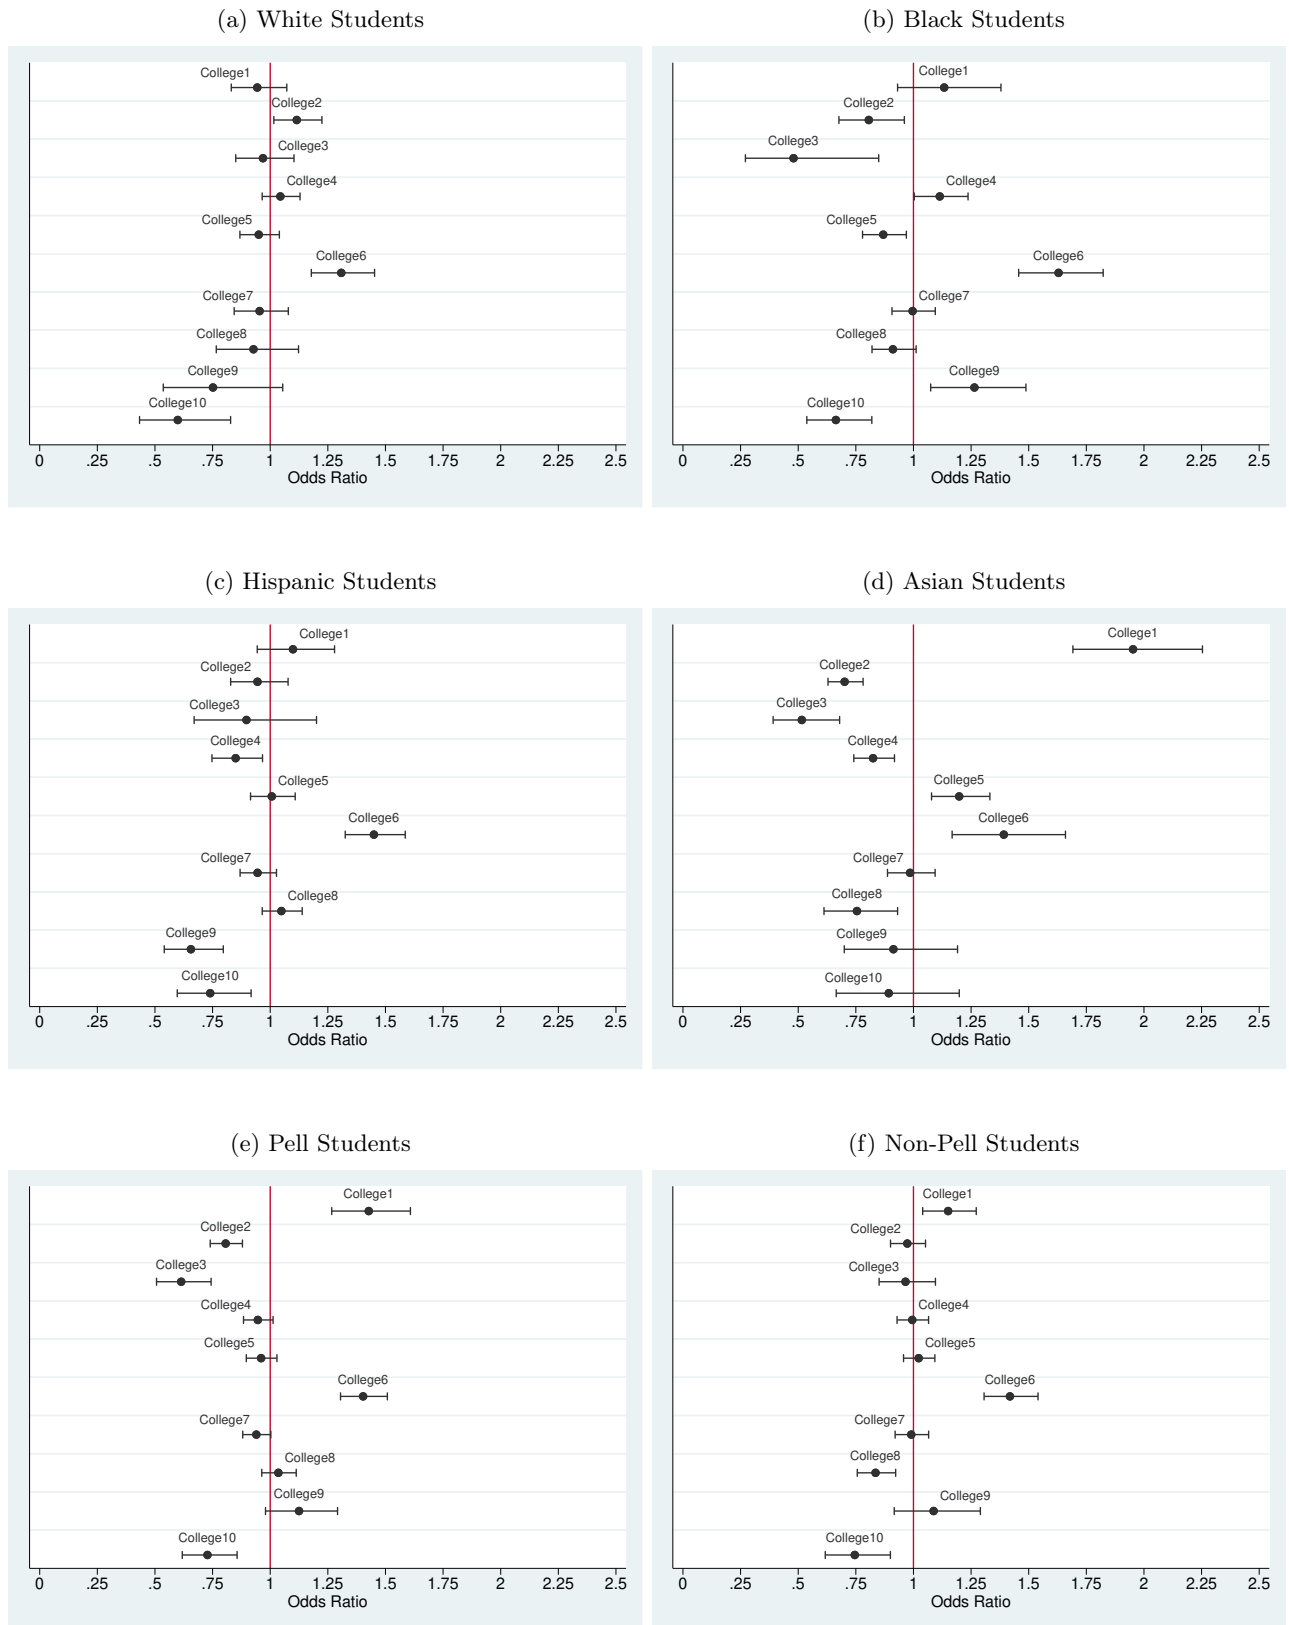 (a) White Students
College1
College2
College3
College4
College5
College6
College7
College8
College9
College10
0 .25 .5 .75 1 1.25 1.5 1.75 2 2.25 2.5
Odds Ratio
(b) Black Students
College1
College2
College3
College4
College5
College6
College7
College8
College9
College10
0 .25 .5 .75 1 1.25 1.5 1.75 2 2.25 2.5
Odds Ratio
(c) Hispanic Students
College1
College2
College3
College4
College5
College6
College7
College8
College9
College10
0 .25 .5 .75 1 1.25 1.5 1.75 2 2.25 2.5
Odds Ratio
(d) Asian Students
College1
College2
College3
College4
College5
College6
College7
College8
College9
College10
0 .25 .5 .75 1 1.25 1.5 1.75 2 2.25 2.5
Odds Ratio
(e) Pell Students
College1
College2
College3
College4
College5
College6
College7
College8
College9
College10
0 .25 .5 .75 1 1.25 1.5 1.75 2 2.25 2.5
Odds Ratio
(f) Non-Pell Students
College1
College2
College3
College4
College5
College6
College7
College8
College9
College10
0 .25 .5 .75 1 1.25 1.5 1.75 2 2.25 2.5
Odds Ratio